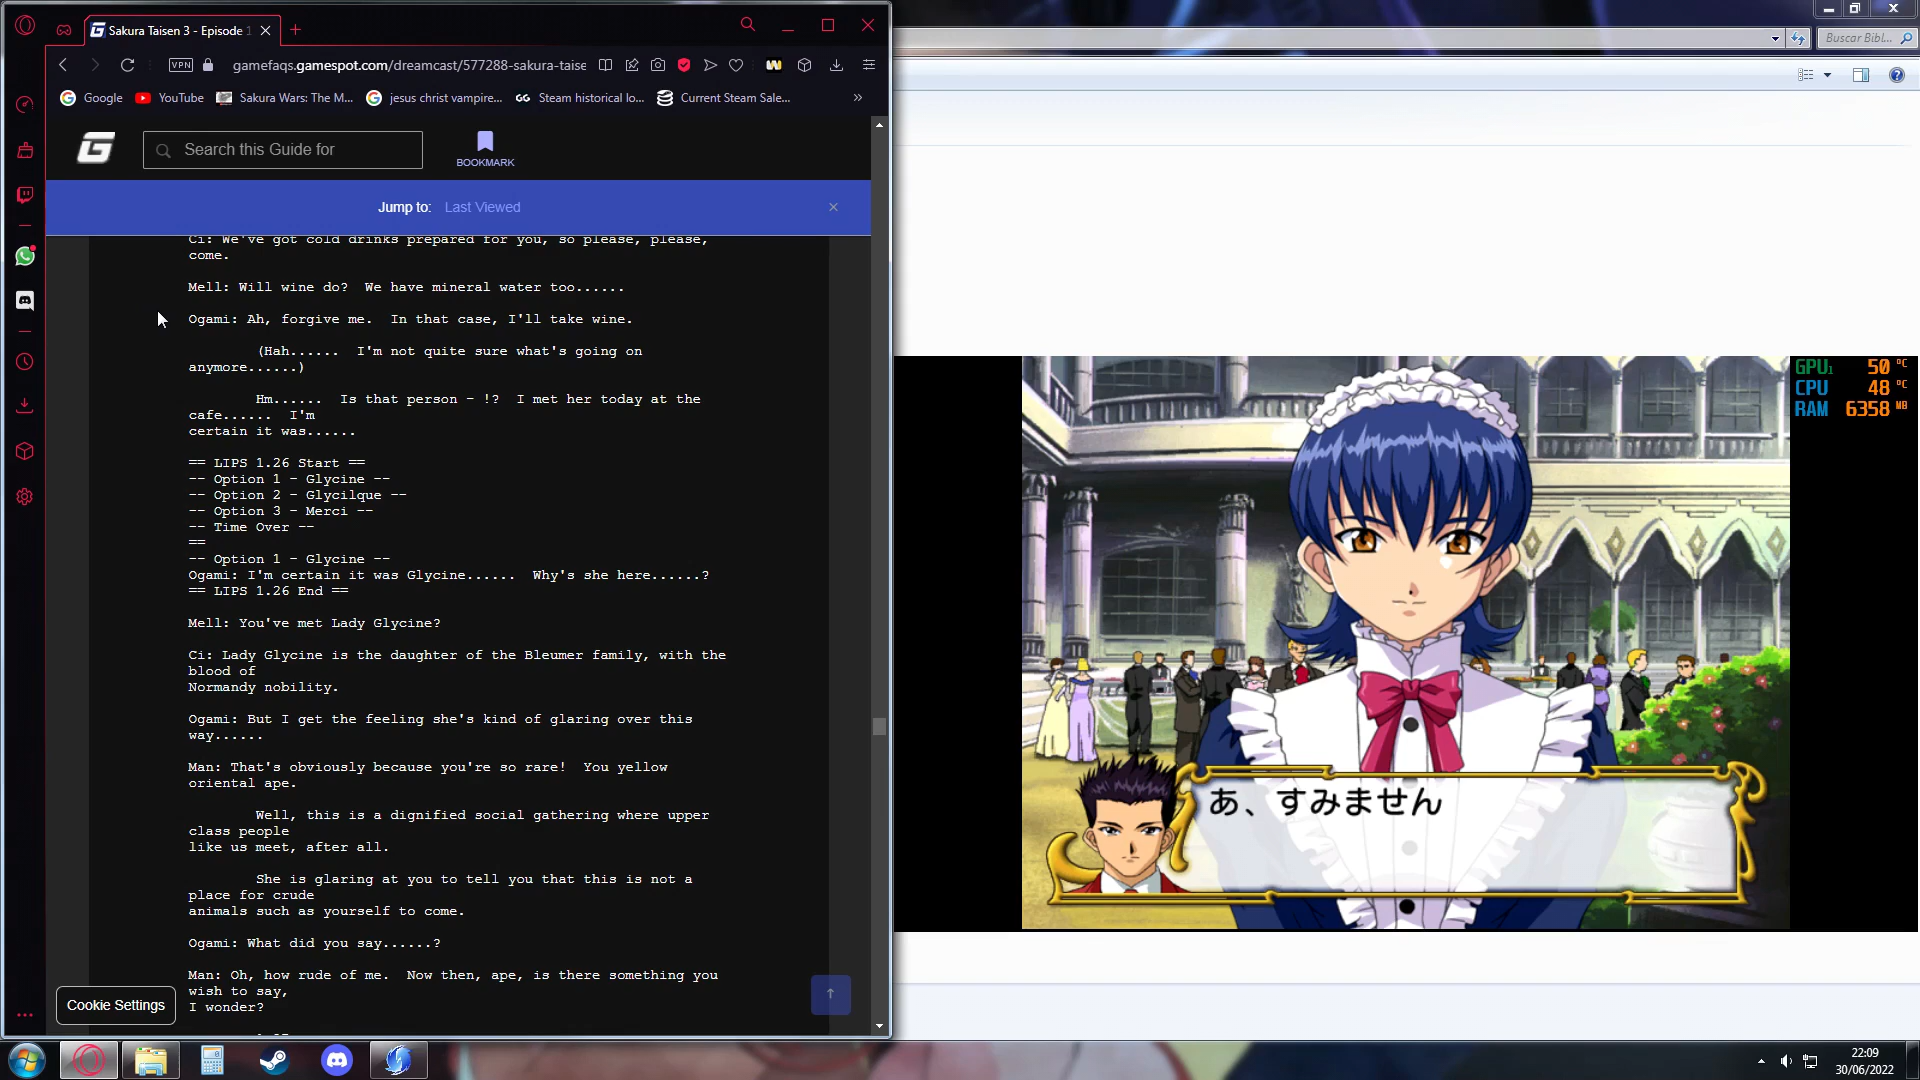 Sakura Taisen 3 - Episode 1
VPN
gamefaqs.gamespot.com/dreamcast/577288-sakura-taise
Google
YouTube
Sakura Wars: The M...
jesus christ vampire...
GG
Steam historical lo...
Current Steam Sale...
Buscar Bibl...
Search this Guide for
BOOKMARK
Jump to: Last Viewed
Ci: We've got cold drinks prepared for you, so please, please,
come.
Mell: Will wine do?  We have mineral water too......
Ogami: Ah, forgive me.  In that case, I'll take wine.
(Hah......  I'm not quite sure what's going on
anymore......)
Hm......  Is that person - !?  I met her today at the
cafe......  I'm
certain it was......
== LIPS 1.26 Start ==
-- Option 1 - Glycine --
-- Option 2 - Glycilque --
-- Option 3 - Merci --
-- Time Over --
==
-- Option 1 - Glycine --
Ogami: I'm certain it was Glycine......  Why's she here......?
== LIPS 1.26 End ==
Mell: You've met Lady Glycine?
Ci: Lady Glycine is the daughter of the Bleumer family, with the
blood of
Normandy nobility.
Ogami: But I get the feeling she's kind of glaring over this
way......
Man: That's obviously because you're so rare!  You yellow
oriental ape.
Well, this is a dignified social gathering where upper
class people
like us meet, after all.
She is glaring at you to tell you that this is not a
place for crude
animals such as yourself to come.
Ogami: What did you say......?
Man: Oh, how rude of me.  Now then, ape, is there something you
wish to say,
I wonder?
Cookie Settings
GPU1 50 °C
CPU 48 °C
RAM 6358 MB
あ、すみません
22:09
30/06/2022